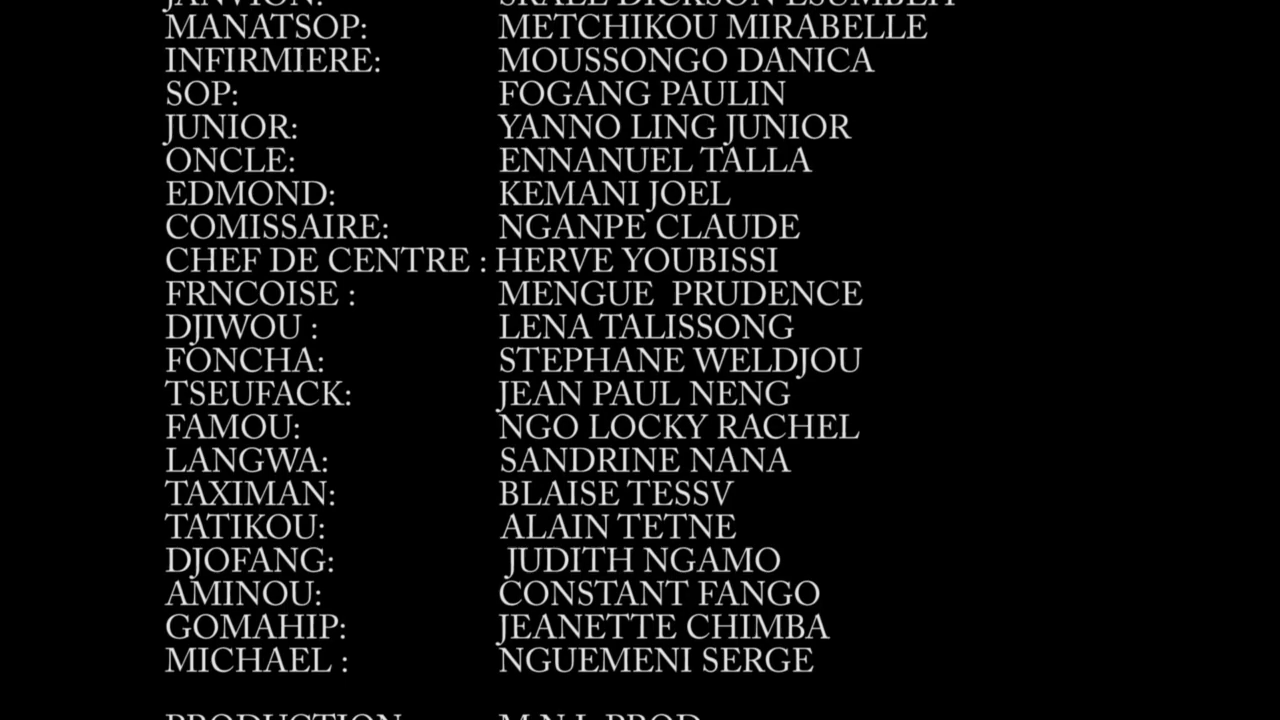 MANATSOP: METCHIKOU MIRABELLE
INFIRMIERE: MOUSSONGO DANICA
SOP: FOGANG PAULIN
JUNIOR: YANNO LING JUNIOR
ONCLE: ENNANUEL TALLA
EDMOND: KEMANI JOEL
COMISSAIRE: NGANPE CLAUDE
CHEF DE CENTRE : HERVE YOUBISSI
FRNCOISE : MENGUE PRUDENCE
DJIWOU : LENA TALISSONG
FONCHA: STEPHANE WELDJOU
TSEUFACK: JEAN PAUL NENG
FAMOU: NGO LOCKY RACHEL
LANGWA: SANDRINE NANA
TAXIMAN: BLAISE TESSV
TATIKOU: ALAIN TETNE
DJOFANG: JUDITH NGAMO
AMINOU: CONSTANT FANGO
GOMAHIP: JEANETTE CHIMBA
MICHAEL : NGUEMENI SERGE
PRODUCTION PROD